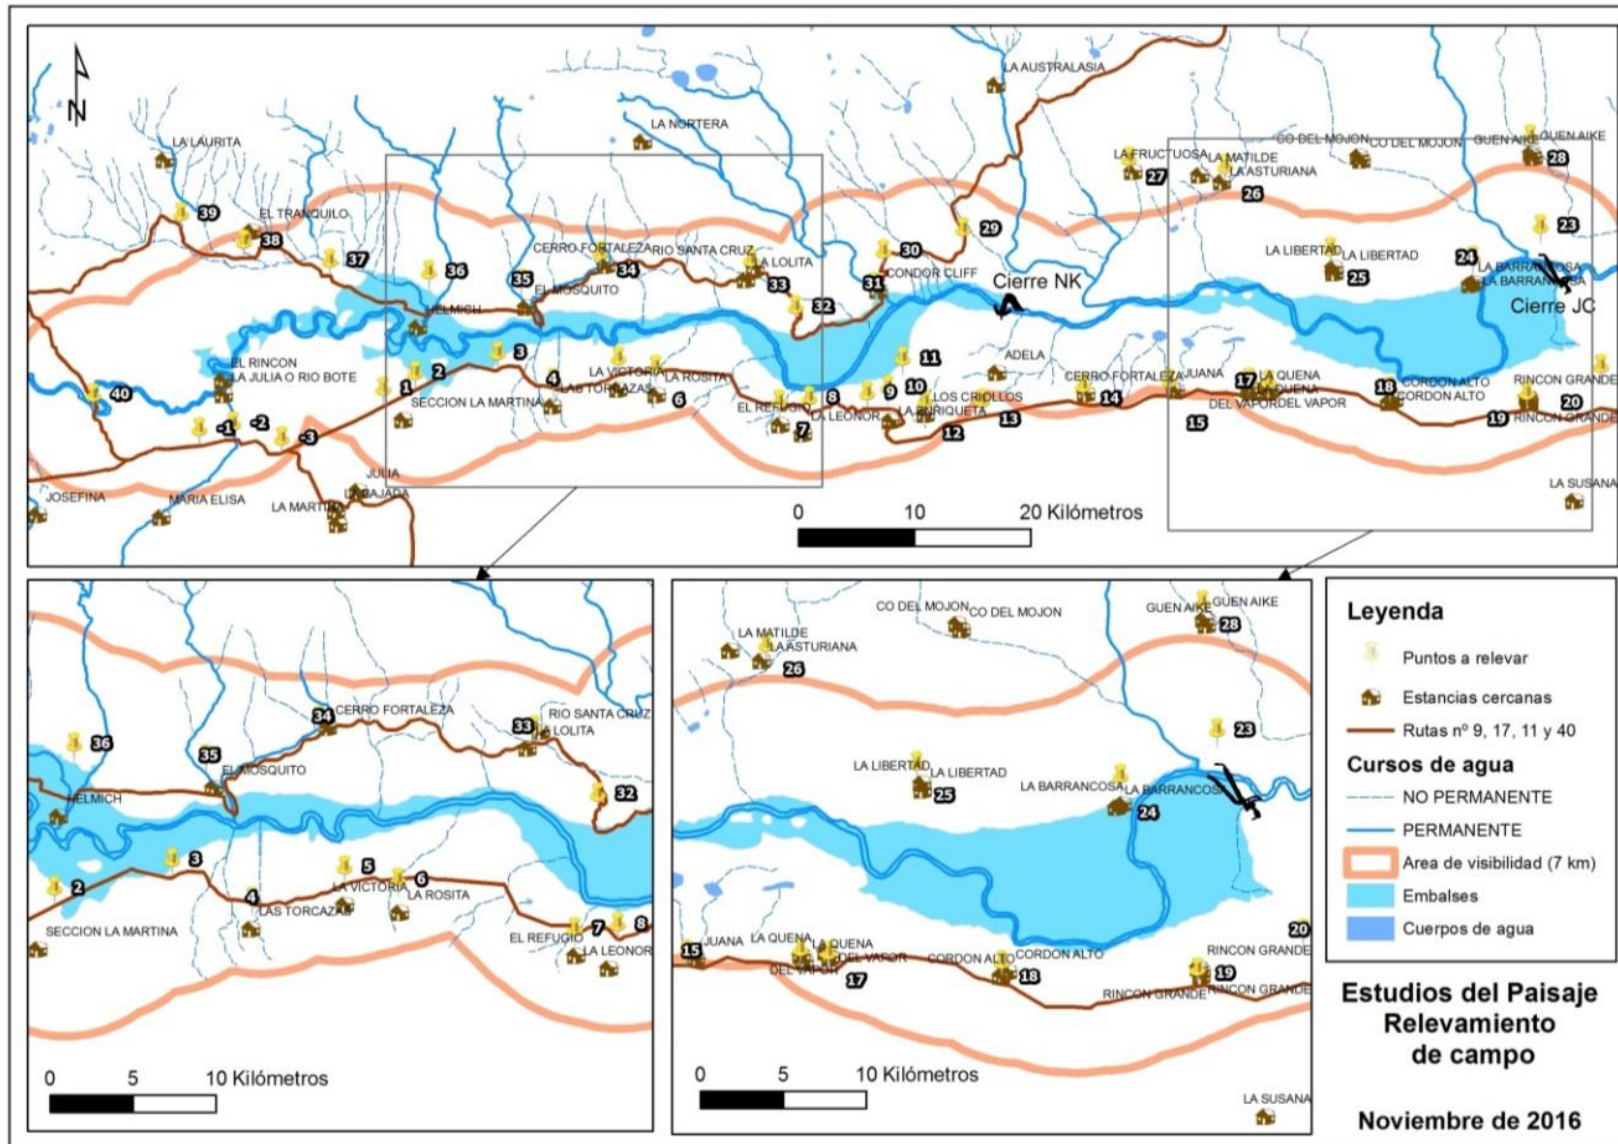 LA AUSTRALASIA
LA NORTERA
LA LAURITA
CO DEL MOJON
CO DEL MOJON
GUEN AIKE
GUEN AIKE
28
LA FRUCTUOSA
LA MATILDE
LA ASTURIANA
27
26
N
39
EL TRANQUILO
38
37
36
35
CERRO FORTALEZA
RIO SANTA CRUZ
34
LA LOLITA
33
32
30
29
31
CONDOR CLIFF
Cierre NK
LA LIBERTAD
LA LIBERTAD
25
24
23
LA BARRANCOSA
LA BARRANCOSA
Cierre JC
EL MOSQUITO
HELMICH
EL RINCON
LA JULIA O RIO BOTE
40
-1
-2
-3
1
2
3
4
SECCION LA MARTINA
LAS TORCAZAS
LA VICTORIA
LA ROSITA
6
EL REFUGIO
7
8
LA LEONOR
9
10
11
LA ENRIQUETA
LOS CRIOLLOS
12
13
ADELA
CERRO FORTALEZA
14
JUANA
15
17
LA QUENA
LA QUENA
DEL VAPOR
DEL VAPOR
18
CORDON ALTO
CORDON ALTO
19
RINCON GRANDE
20
RINCON GRANDE
LA SUSANA
JOSEFINA
MARIA ELISA
JULIA
LA BAJADA
LA MARTINA
0 10 20 Kilómetros
36
35
34
CERRO FORTALEZA
33
RIO SANTA CRUZ
LA LOLITA
32
EL MOSQUITO
HELMICH
2
3
4
5
6
LA VICTORIA
LA ROSITA
LAS TORCAZAS
SECCION LA MARTINA
EL REFUGIO
7
8
LA LEONOR
0 5 10 Kilómetros
CO DEL MOJON
CO DEL MOJON
GUEN AIKE
GUEN AIKE
28
LA MATILDE
LA ASTURIANA
26
23
LA LIBERTAD
LA LIBERTAD
25
LA BARRANCOSA
LA BARRANCOSA
24
15
JUANA
LA QUENA
LA QUENA
DEL VAPOR
DEL VAPOR
17
CORDON ALTO
CORDON ALTO
18
20
RINCON GRANDE
19
RINCON GRANDE
RINCON GRANDE
LA SUSANA
0 5 10 Kilómetros
Leyenda
Puntos a relevar
Estancias cercanas
Rutas nº 9, 17, 11 y 40
Cursos de agua
NO PERMANENTE
PERMANENTE
Area de visibilidad (7 km)
Embalses
Cuerpos de agua
Estudios del Paisaje
Relevamiento
de campo
Noviembre de 2016